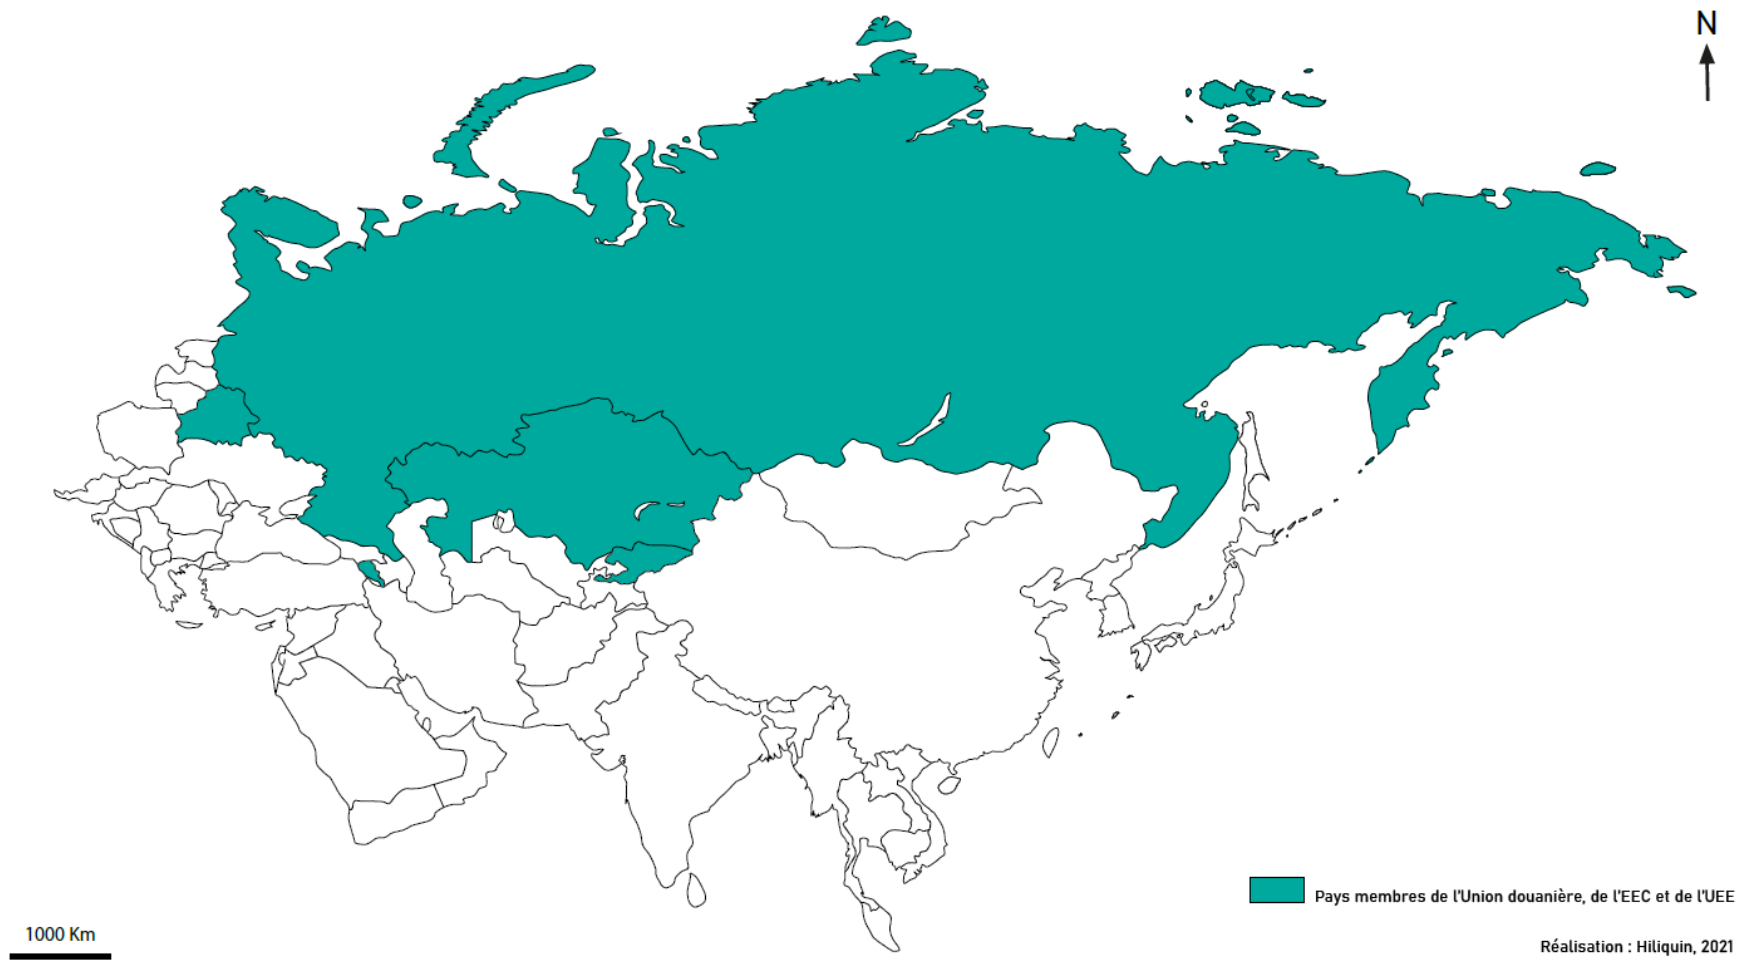 N
Pays membres de l'Union douanière, de l'EEC et de l'UEE
1000 Km
Réalisation : Hiliquin, 2021